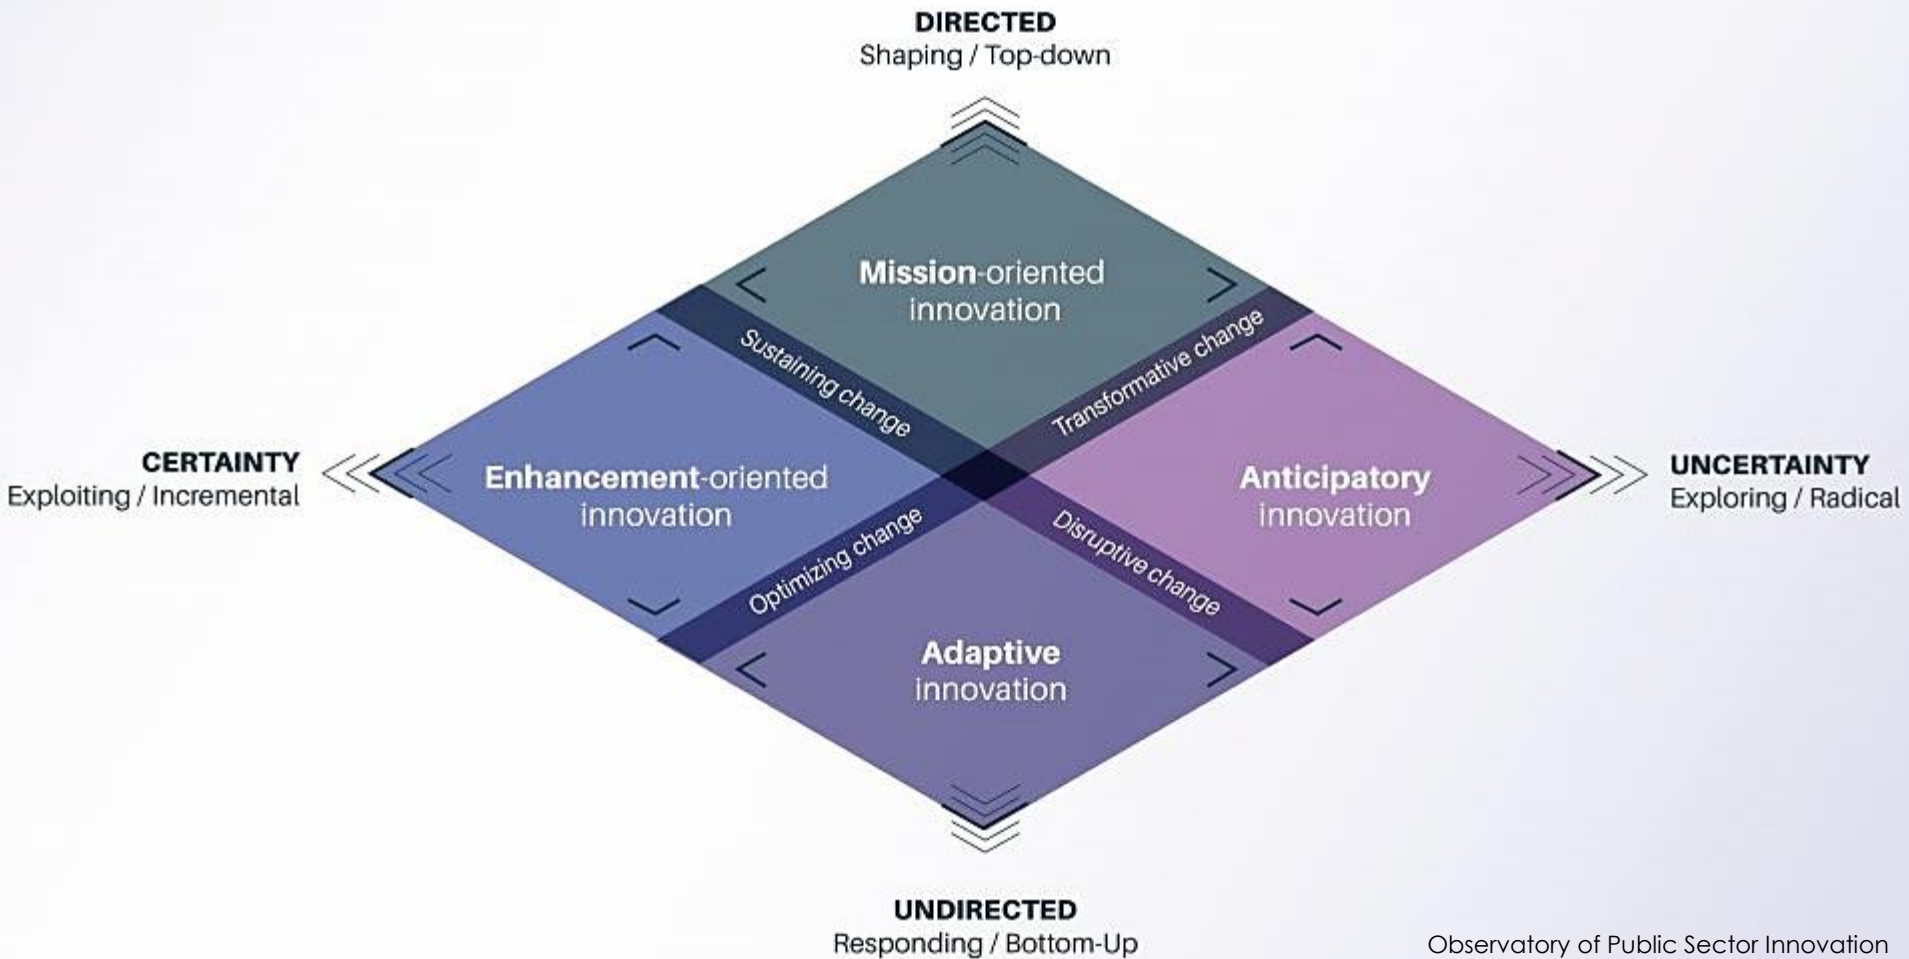 DIRECTED
Shaping / Top-down
Mission-oriented
innovation
Sustaining change
Transformative change
CERTAINTY
Exploiting / Incremental
Enhancement-oriented
innovation
Anticipatory
innovation
UNCERTAINTY
Exploring / Radical
Optimizing change
Disruptive change
Adaptive
innovation
UNDIRECTED
Responding / Bottom-Up
Observatory of Public Sector Innovation